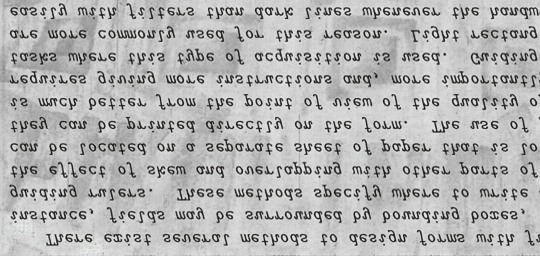 There exist several methods to design forms with
instance, fields may be surrounded by bounding boxes,
guiding rulers. These methods specify where to write
the effect of skew and overlapping with other parts of
can be located on a separate sheet of paper that is
they can be printed directly on the form. The use of
is much better from the point of view of the quality
requires giving more instructions and, more
tasks where this type of acquisition is used. Guiding
are more commonly used for this reason. Light
easily with filters than dark lines whenever the